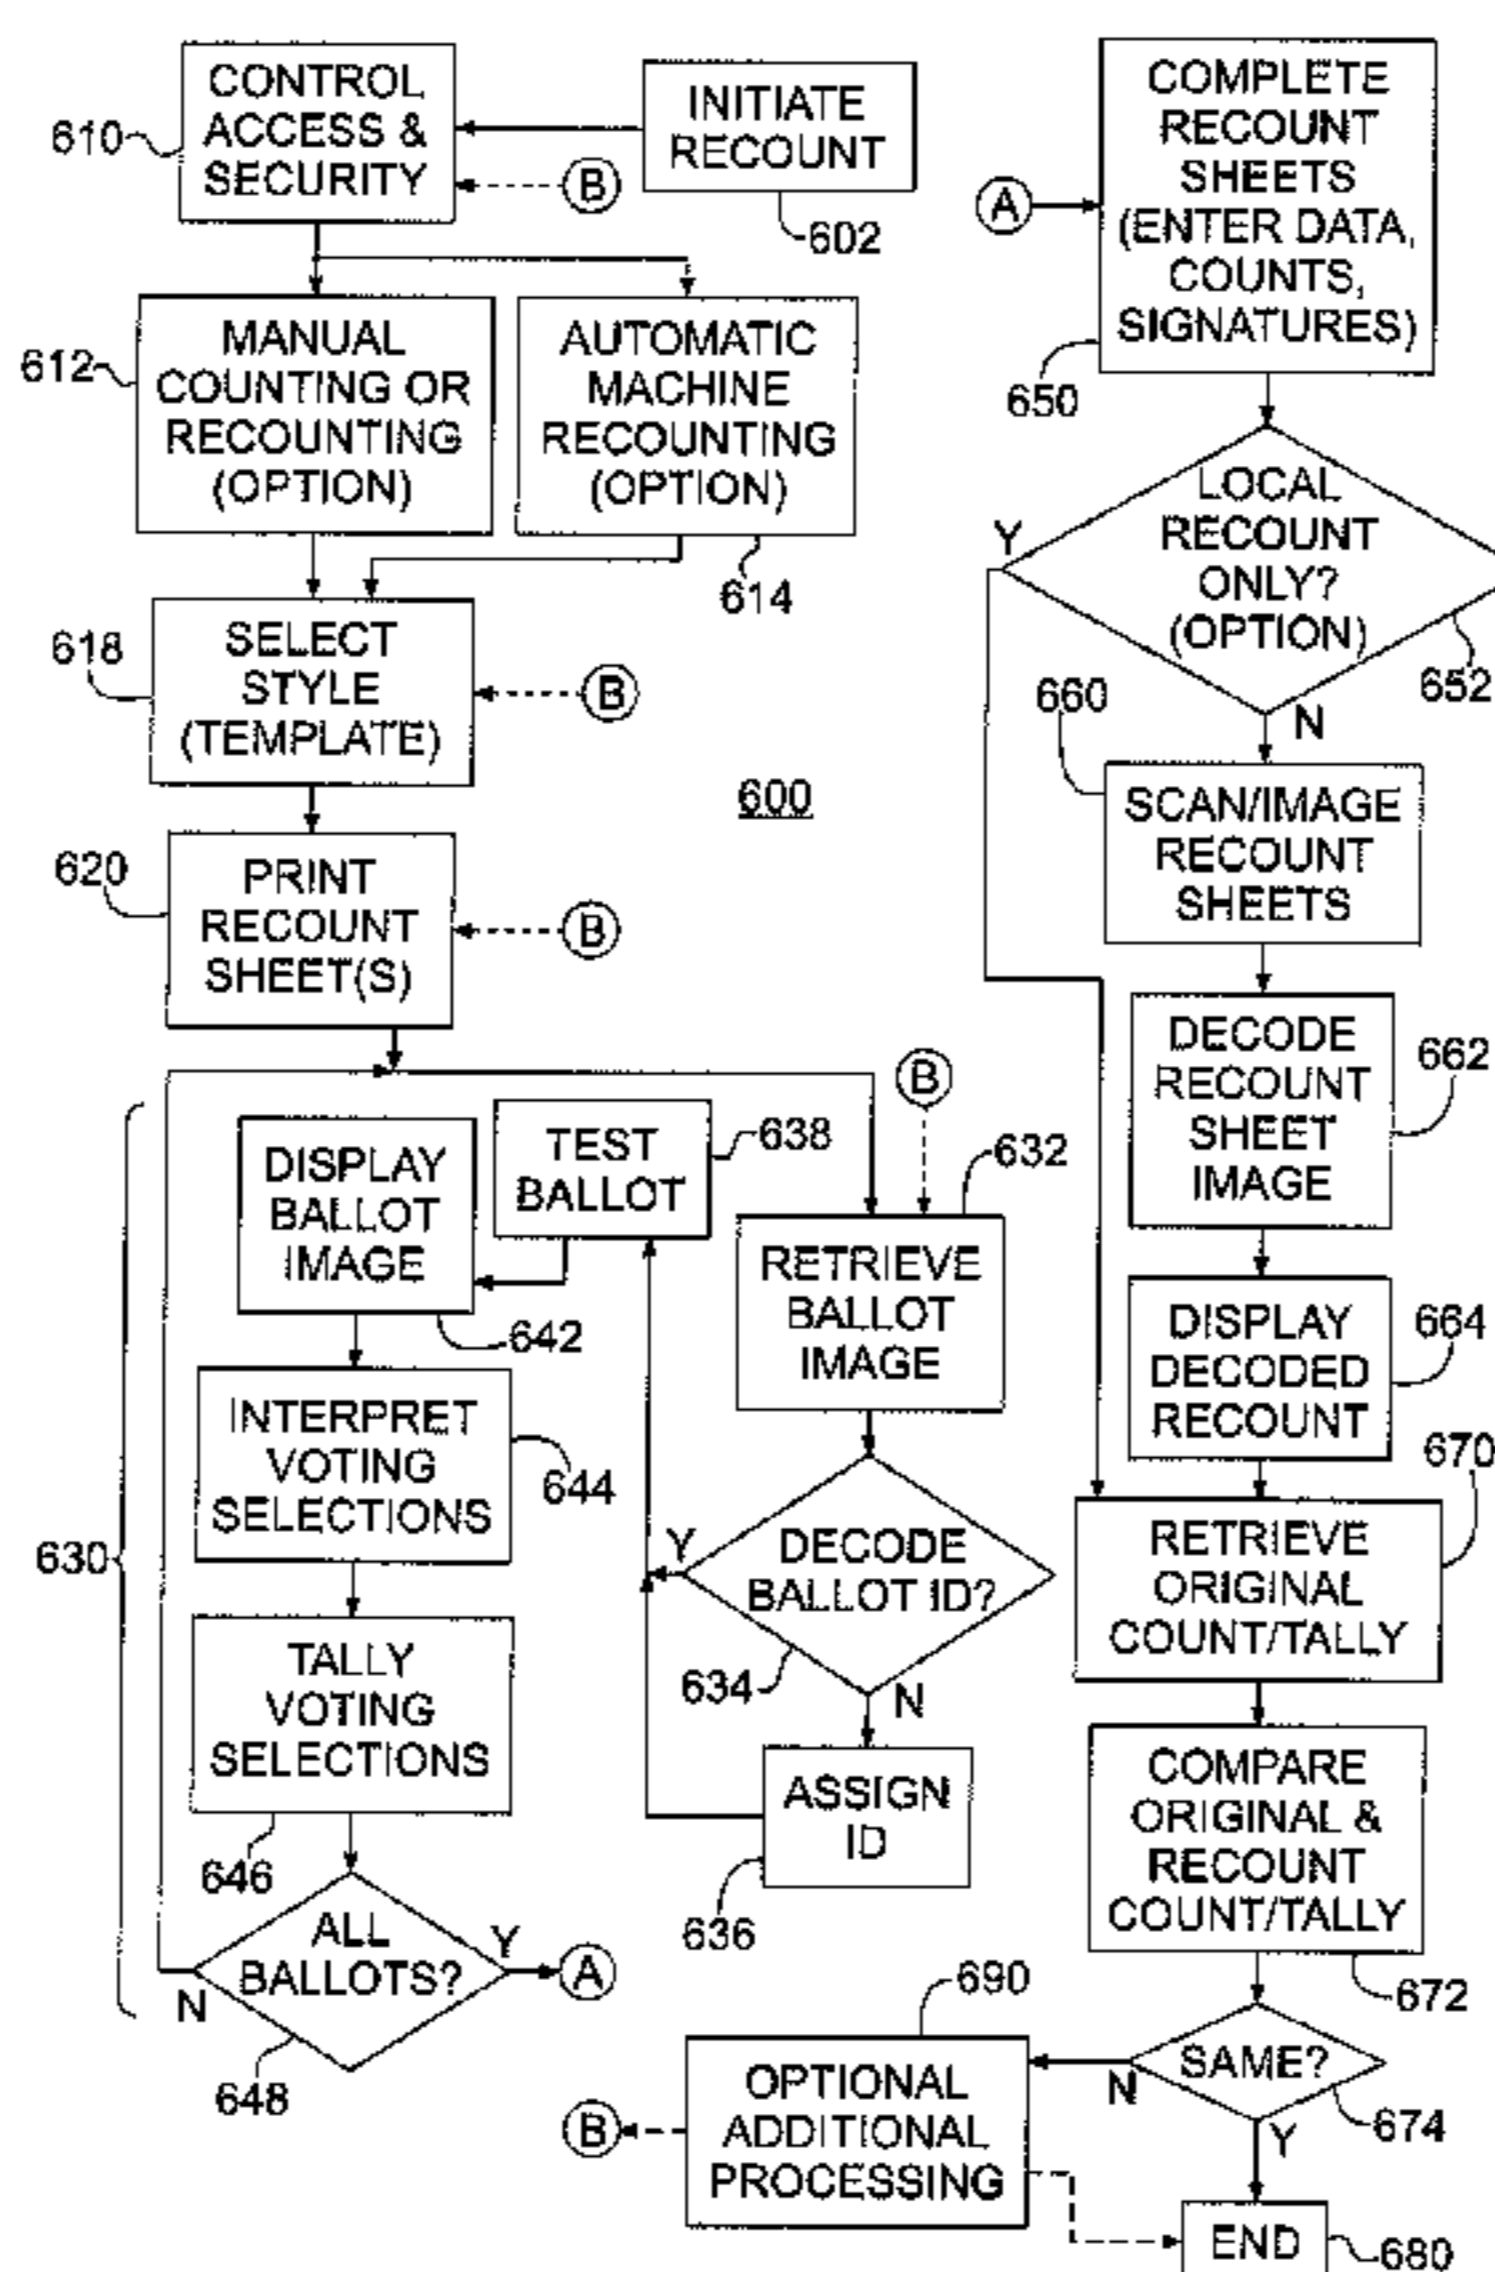 CONTROL
ACCESS &
SECURITY
610
INITIATE
RECOUNT
602
B
MANUAL
COUNTING OR
RECOUNTING
(OPTION)
612
AUTOMATIC
MACHINE
RECOUNTING
(OPTION)
614
SELECT
STYLE
(TEMPLATE)
618
B
PRINT
RECOUNT
SHEET(S)
620
B
600
630
DISPLAY
BALLOT
IMAGE
642
TEST
BALLOT
638
B
632
RETRIEVE
BALLOT
IMAGE
INTERPRET
VOTING
SELECTIONS
644
Y
DECODE
BALLOT ID?
634
N
TALLY
VOTING
SELECTIONS
646
ASSIGN
ID
636
ALL
BALLOTS?
Y
A
N
648
A
COMPLETE
RECOUNT
SHEETS
(ENTER DATA,
COUNTS,
SIGNATURES)
650
Y
LOCAL
RECOUNT
ONLY?
(OPTION)
652
N
660
SCAN/IMAGE
RECOUNT
SHEETS
DECODE
RECOUNT
SHEET
IMAGE
662
DISPLAY
DECODED
RECOUNT
664
670
RETRIEVE
ORIGINAL
COUNT/TALLY
COMPARE
ORIGINAL &
RECOUNT
COUNT/TALLY
672
SAME?
N
674
Y
690
OPTIONAL
ADDITIONAL
PROCESSING
B
END
680